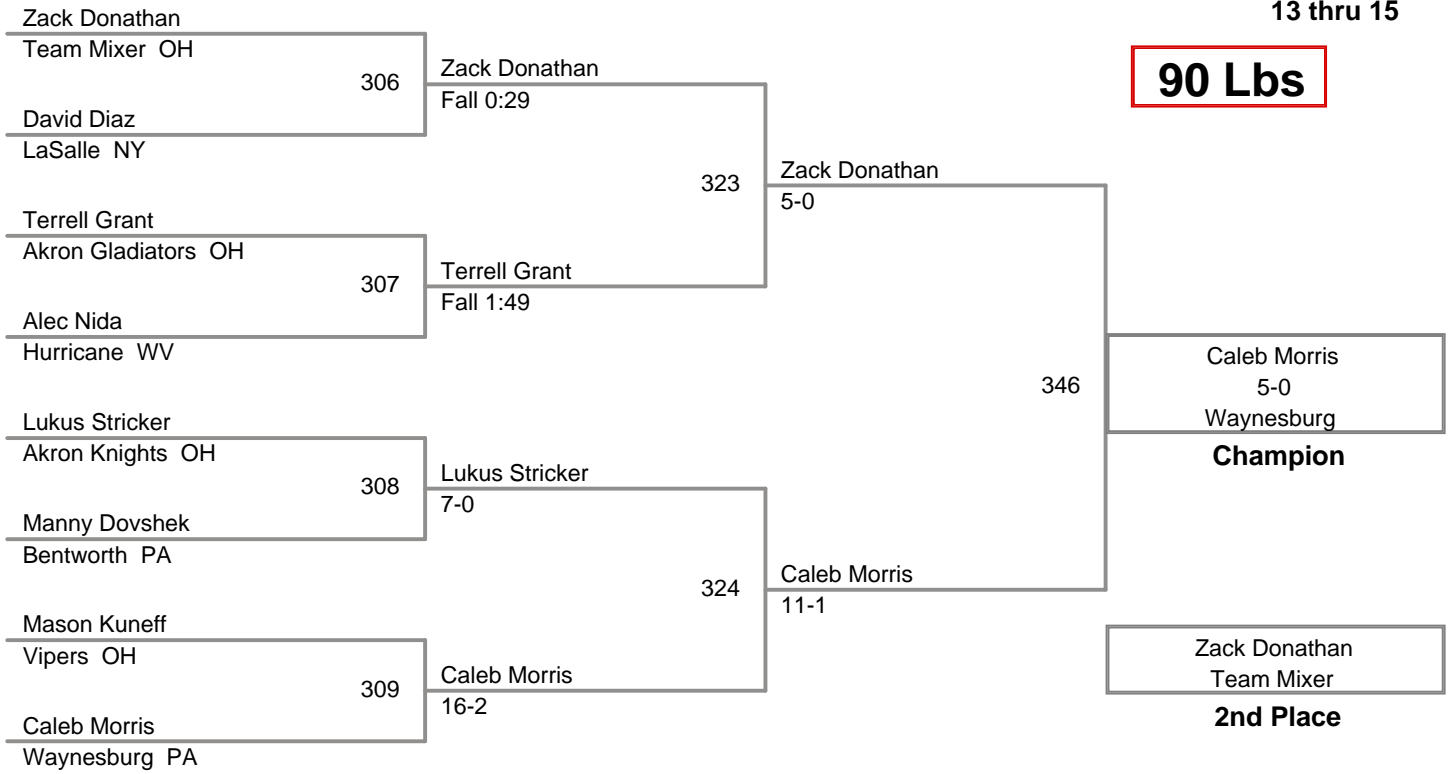 13 thru 15
90 Lbs
Zack Donathan
Team Mixer OH
306
David Diaz
LaSalle NY
Zack Donathan
Fall 0:29
Terrell Grant
Akron Gladiators OH
307
Alec Nida
Hurricane WV
Terrell Grant
Fall 1:49
323
Zack Donathan
5-0
Lukus Stricker
Akron Knights OH
308
Manny Dovshek
Bentworth PA
Lukus Stricker
7-0
Mason Kuneff
Vipers OH
309
Caleb Morris
Waynesburg PA
Caleb Morris
16-2
324
Caleb Morris
11-1
346
Caleb Morris
5-0
Waynesburg
Champion
Zack Donathan
Team Mixer
2nd Place